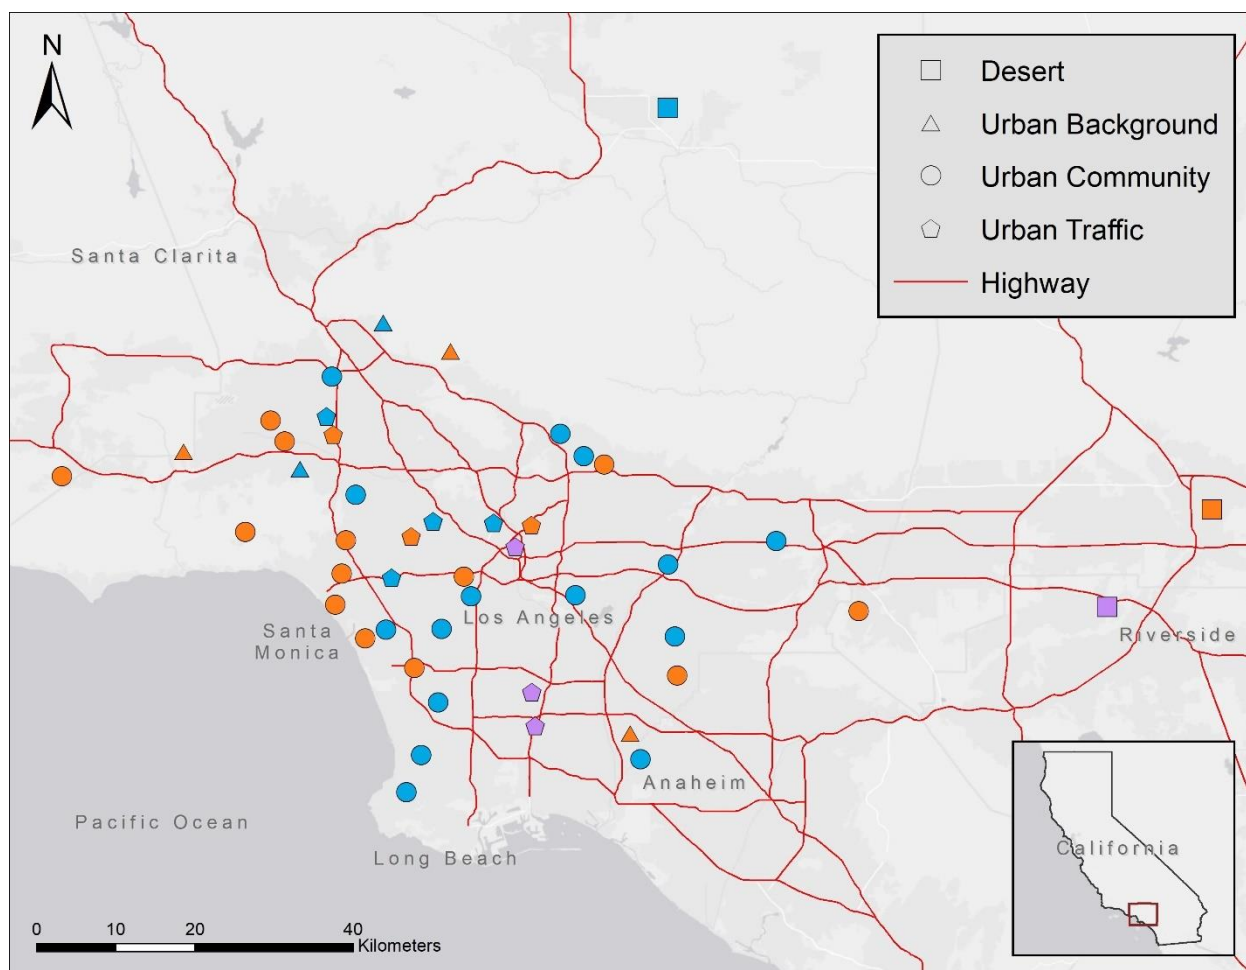 N
Desert
Urban Background
Urban Community
Urban Traffic
Highway
Santa Clarita
Los Angeles
Santa
Monica
Riverside
Anaheim
Pacific Ocean
Long Beach
California
0 10 20 40
Kilometers